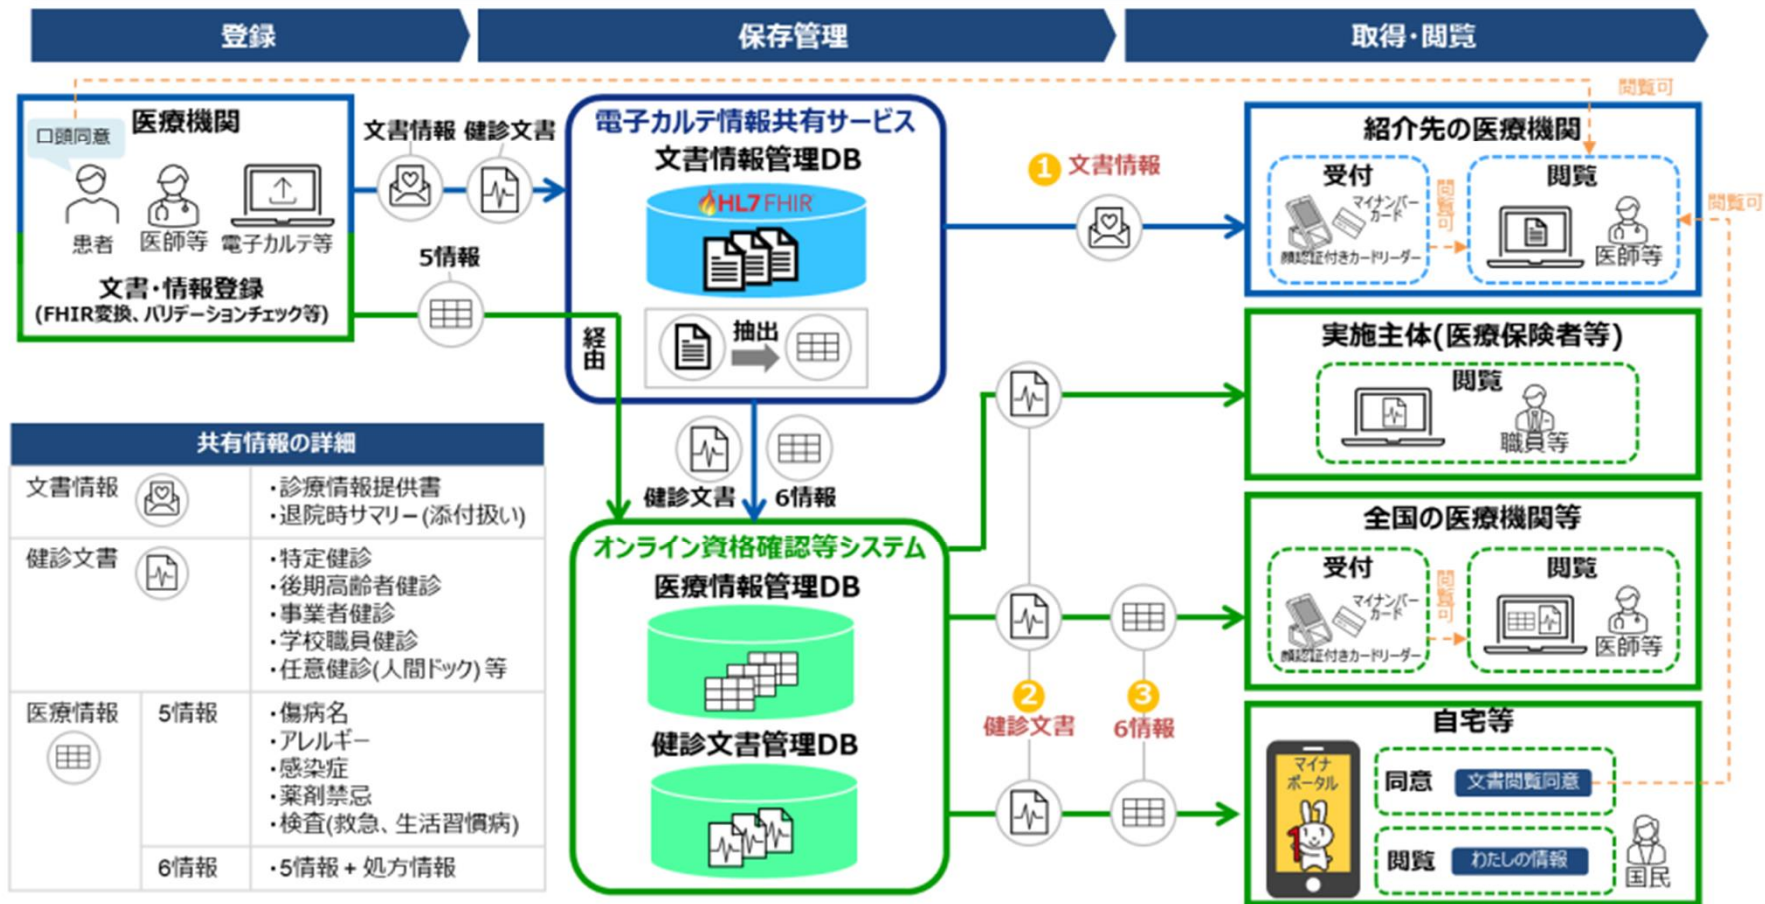 登録
保存管理
取得・閲覧
閲覧可
医療機関
口頭同意
患者
医師等
電子カルテ等
文書・情報登録
(FHIR変換、バリデーションチェック等)
文書情報
健診文書
5情報
経由
電子カルテ情報共有サービス
文書情報管理DB
HL7 FHIR
抽出
健診文書
6情報
オンライン資格確認等システム
医療情報管理DB
健診文書管理DB
1
文書情報
2
健診文書
3
6情報
紹介先の医療機関
受付
マイナンバー
カード
顔認証付きカードリーダー
閲覧可
閲覧
医師等
閲覧可
実施主体(医療保険者等)
閲覧
職員等
全国の医療機関等
受付
マイナンバー
カード
顔認証付きカードリーダー
閲覧可
閲覧
医師等
自宅等
マイナ
ポータル
同意
文書閲覧同意
閲覧
わたしの情報
国民
共有情報の詳細
文書情報
・診療情報提供書
・退院時サマリー(添付扱い)
健診文書
・特定健診
・後期高齢者健診
・事業者健診
・学校職員健診
・任意健診(人間ドック)等
医療情報
5情報
・傷病名
・アレルギー
・感染症
・薬剤禁忌
・検査(救急、生活習慣病)
6情報
・5情報 + 処方情報